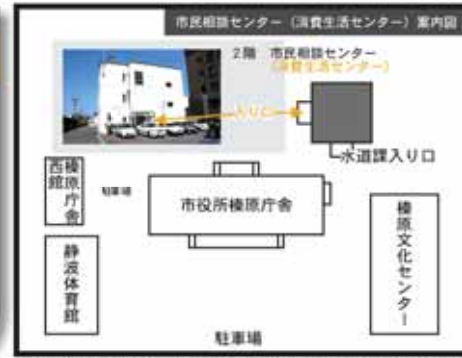 市民相談センター（消費生活センター）案内図
2階 市民相談センター
（消費生活センター）
入り口
水道課入り口
榛原庁舎
西館
駐車場
市役所榛原庁舎
榛原文化センター
静波体育館
駐車場